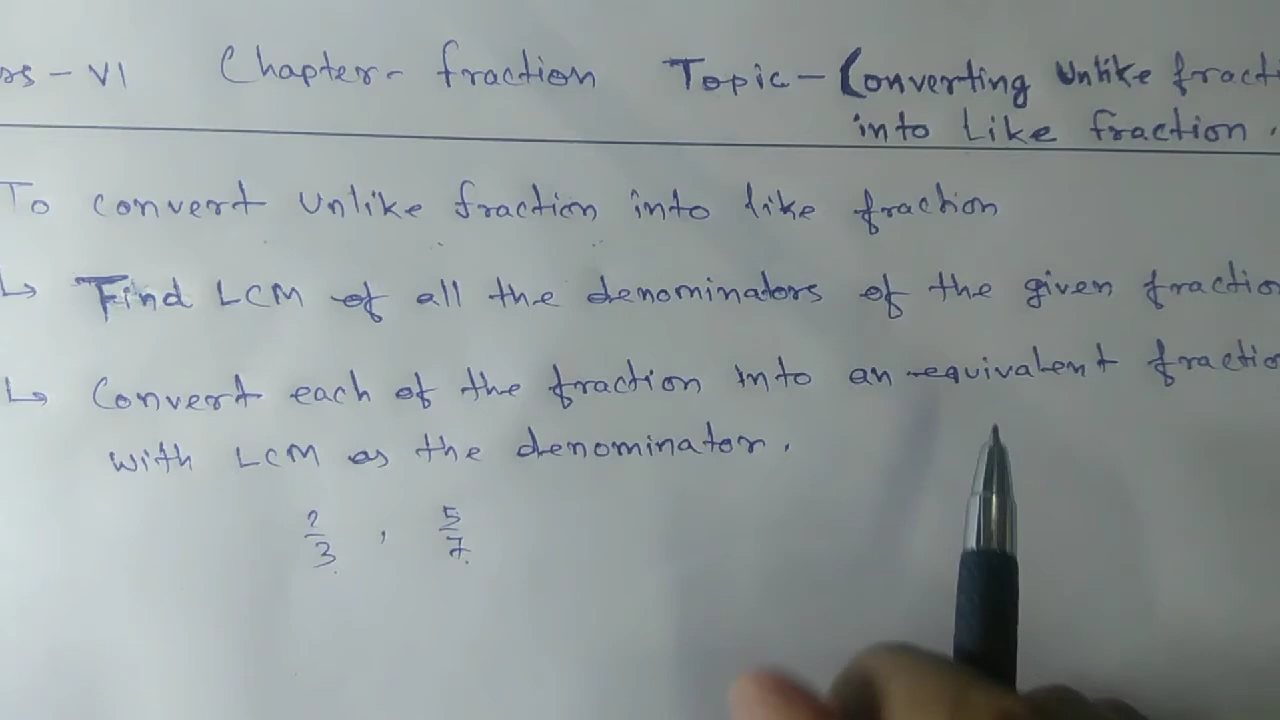 ss - VI Chapter- fraction Topic - Converting Unlike fracti
into Like fraction.
To convert Unlike fraction into like fraction
↳ Find LCM of all the denominators of the given fractio
↳ Convert each of the fraction into an equivalent fractio
with LCM as the denominator.
2/3 , 5/7